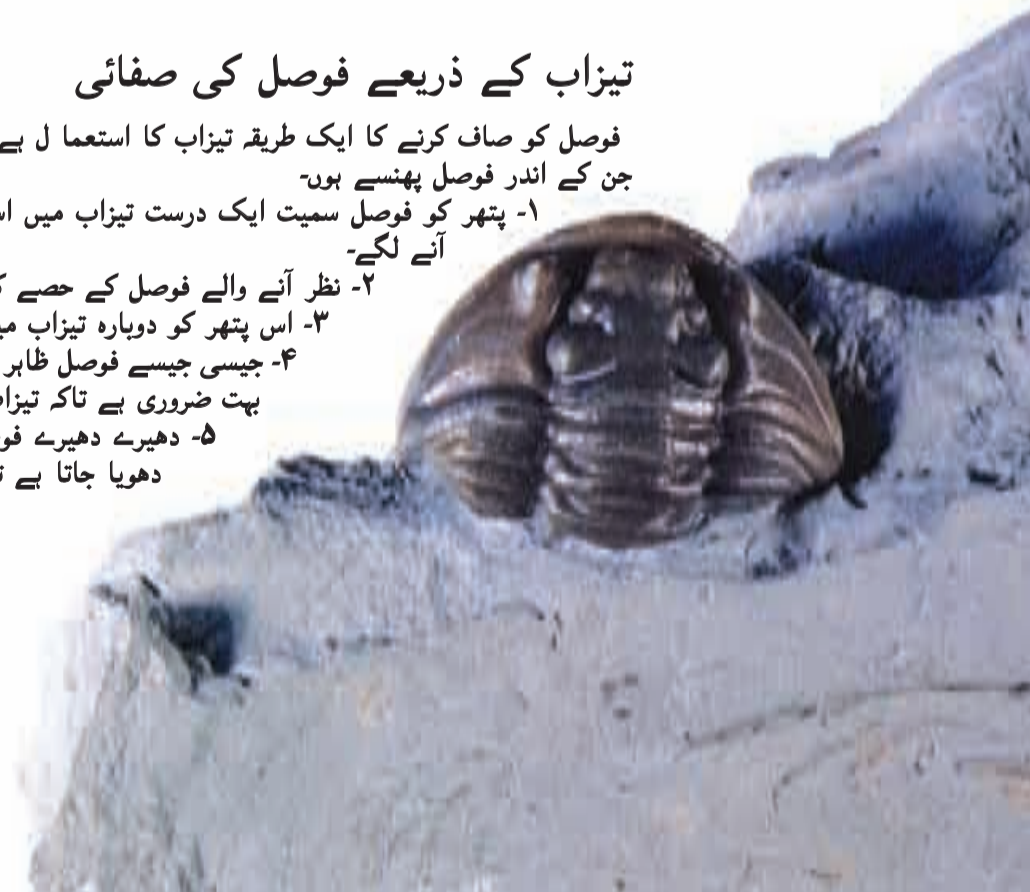 تیزاب کے ذریعے فوصل کی صفائی
فوصل کو صاف کرنے کا ایک طریقہ تیزاب کا استعما ل ہے
جن کے اندر فوصل پھنسے ہوں۔
۱- پتھر کو فوصل سمیت ایک درست تیزاب میں
آنے لگے۔
۲- نظر آنے والے فوصل کے حصے
۳- اس پتھر کو دوبارہ تیزاب
۴- جیسی جیسے فوصل ظاہر
بہت ضروری ہے تاکہ
۵- دھیرے دھیرے
دھویا جاتا ہے